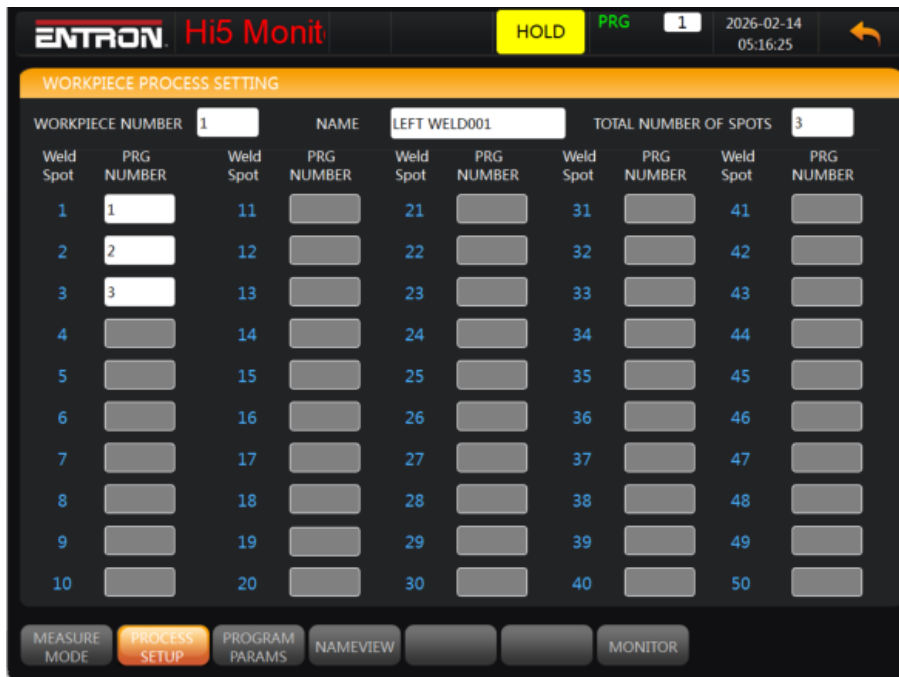 ENTRON Hi5 Monit HOLD PRG 1 2026-02-14
05:16:25
WORKPIECE PROCESS SETTING
WORKPIECE NUMBER 1 NAME LEFT WELD001 TOTAL NUMBER OF SPOTS 3
Weld PRG Weld PRG Weld PRG Weld PRG Weld PRG
Spot NUMBER Spot NUMBER Spot NUMBER Spot NUMBER Spot NUMBER
1 1 11 21 31 41
2 2 12 22 32 42
3 3 13 23 33 43
4 14 24 34 44
5 15 25 35 45
6 16 26 36 46
7 17 27 37 47
8 18 28 38 48
9 19 29 39 49
10 20 30 40 50
MEASURE PROCESS PROGRAM NAMEVIEW MONITOR
MODE SETUP PARAMS